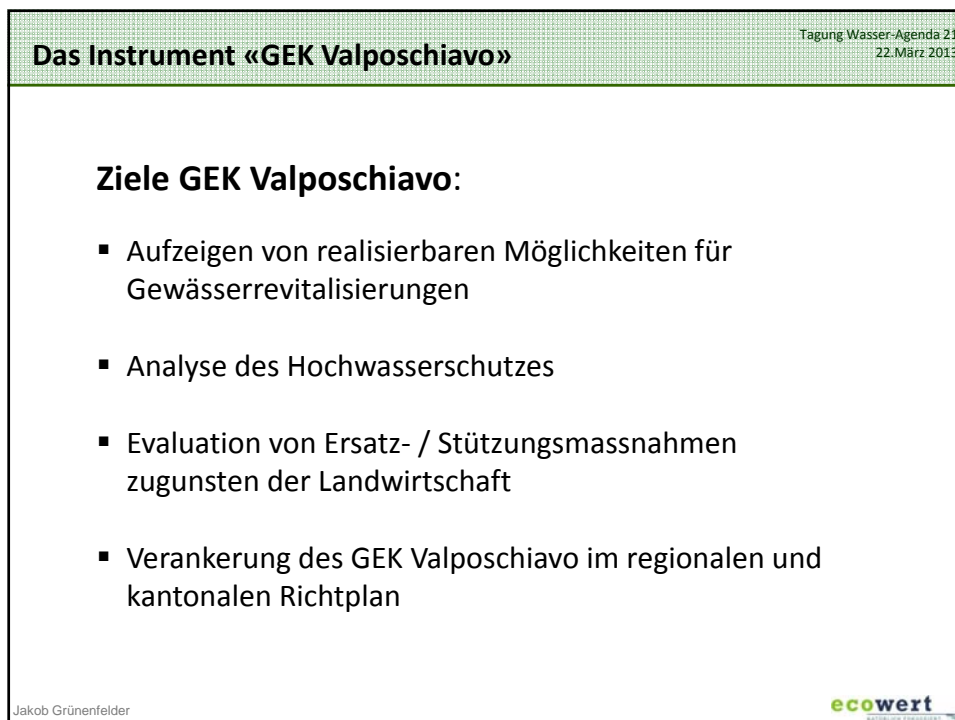 Das Instrument «GEK Valposchiavo»
Tagung Wasser-Agenda 21
22.März 2013
Ziele GEK Valposchiavo:
▪ Aufzeigen von realisierbaren Möglichkeiten für
Gewässerrevitalisierungen
▪ Analyse des Hochwasserschutzes
▪ Evaluation von Ersatz- / Stützungsmassnahmen
zugunsten der Landwirtschaft
▪ Verankerung des GEK Valposchiavo im regionalen und
kantonalen Richtplan
Jakob Grünenfelder
ecowert